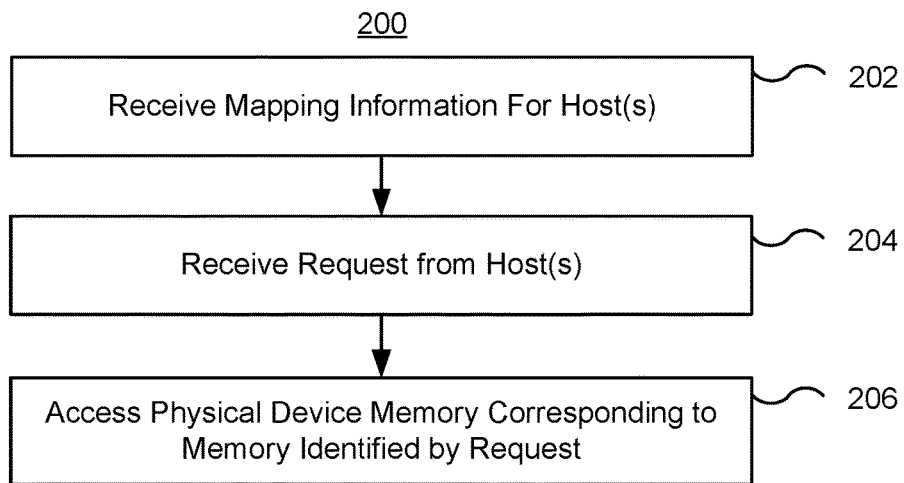 200
Receive Mapping Information For Host(s)
202
Receive Request from Host(s)
204
Access Physical Device Memory Corresponding to
Memory Identified by Request
206